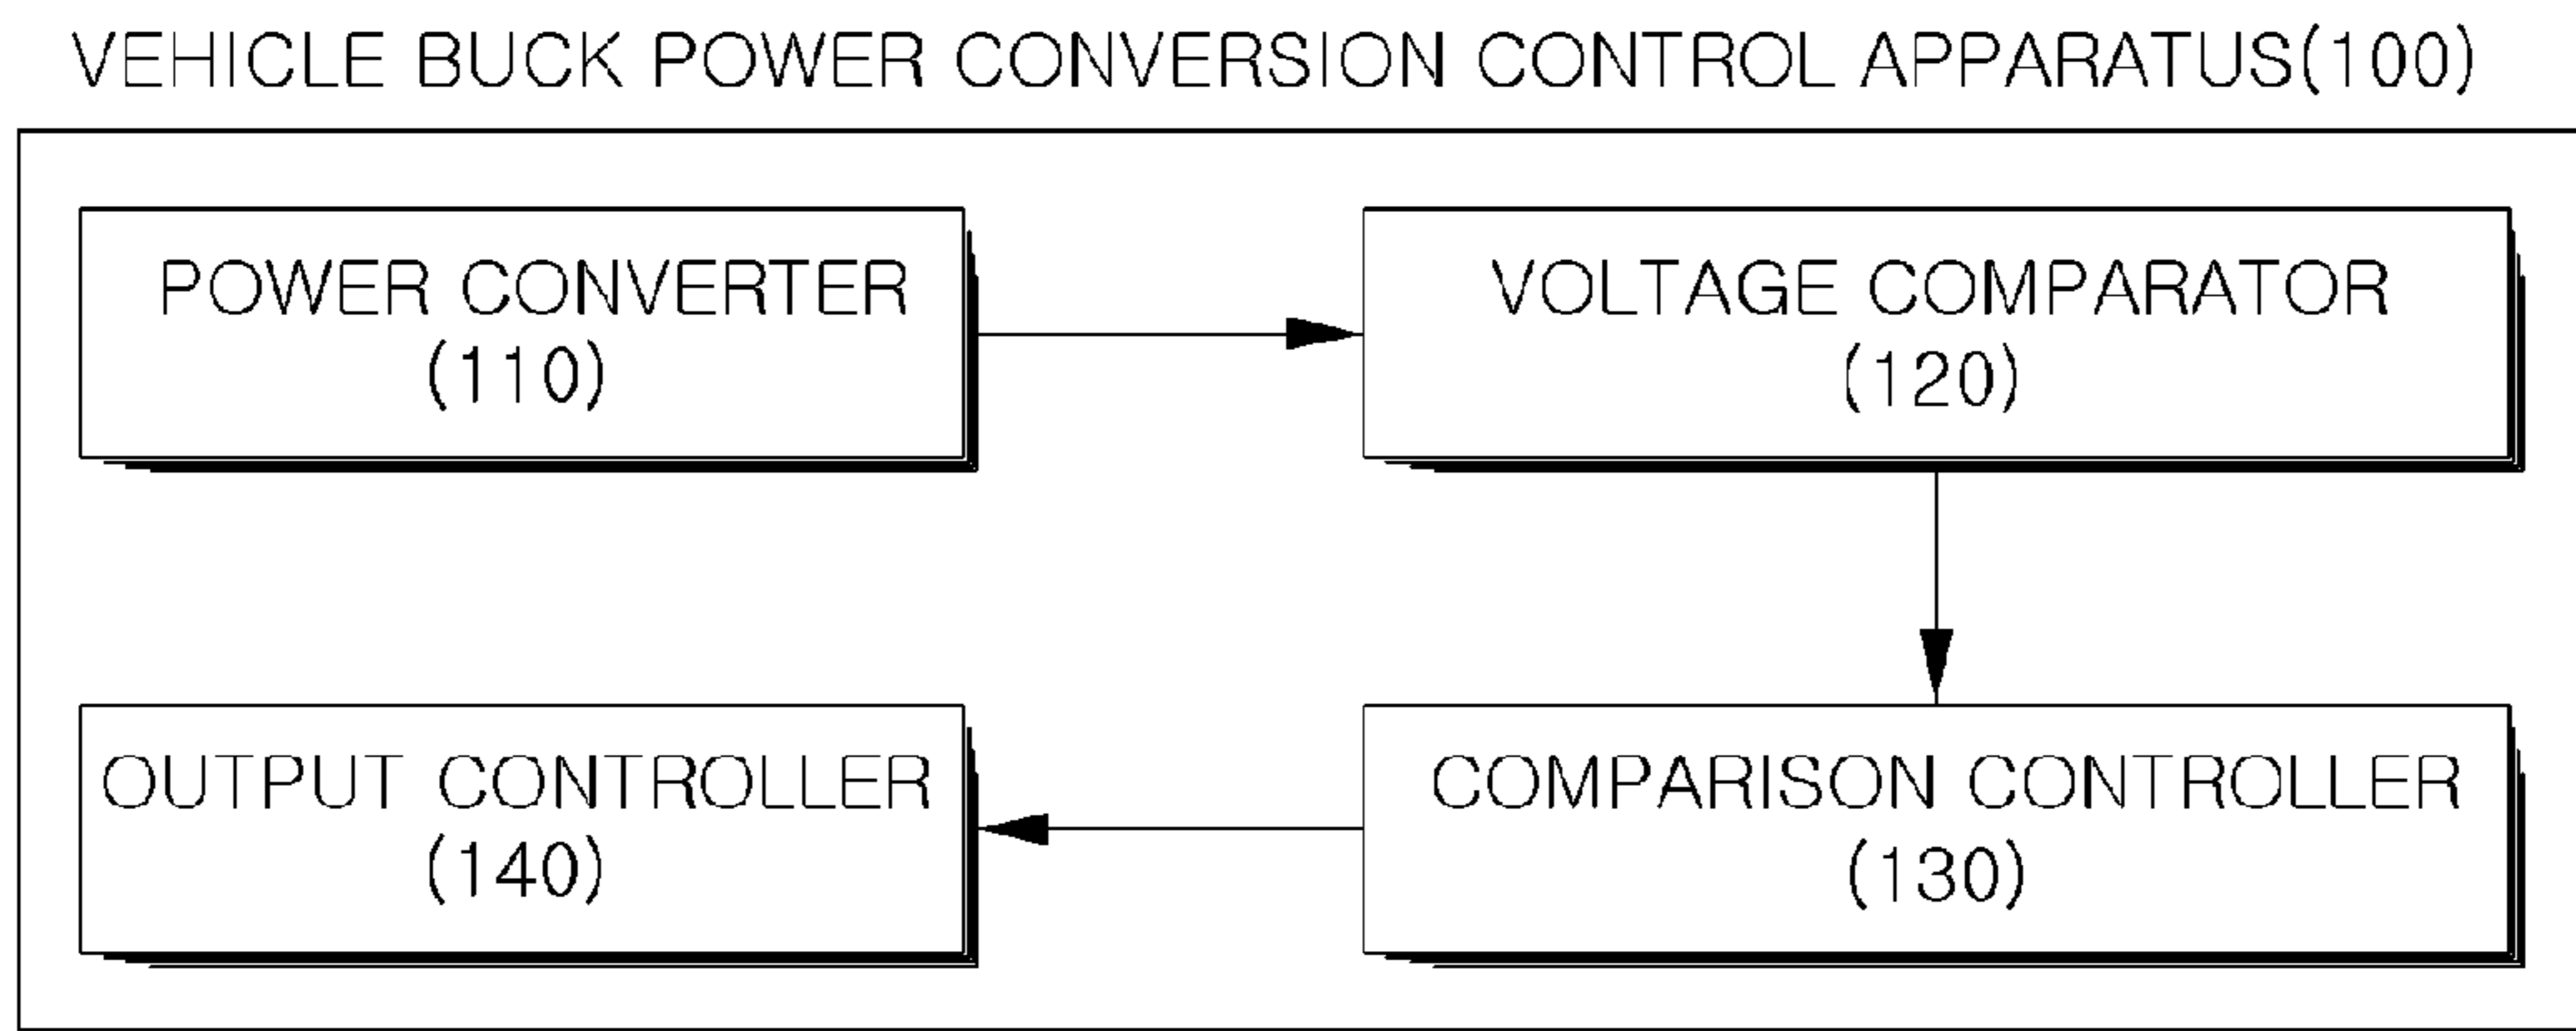 VEHICLE BUCK POWER CONVERSION CONTROL APPARATUS(100)
POWER CONVERTER
(110)
VOLTAGE COMPARATOR
(120)
OUTPUT CONTROLLER
(140)
COMPARISON CONTROLLER
(130)